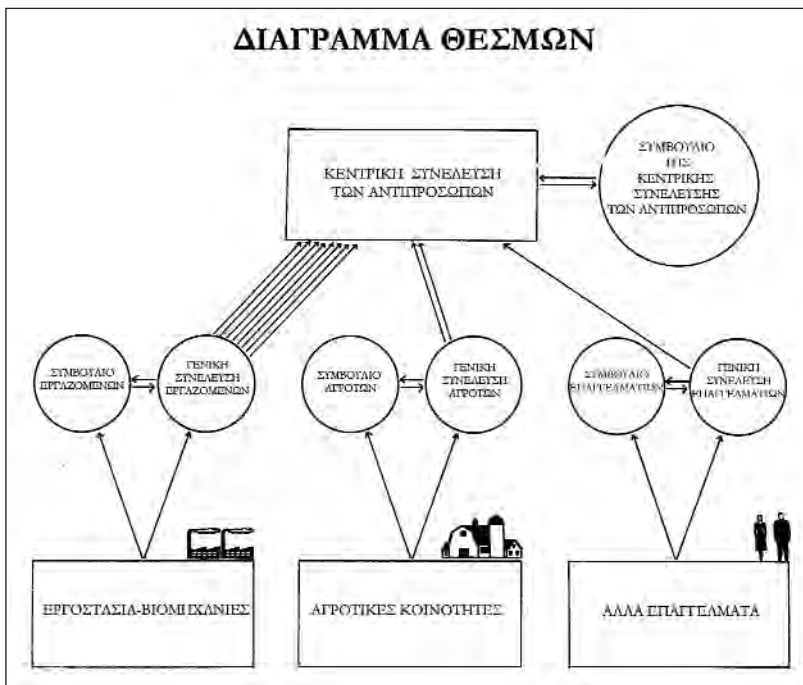 ΔΙΑΓΡΑΜΜΑ ΘΕΣΜΩΝ
ΚΕΝΤΡΙΚΗ ΣΥΝΕΛΕΥΣΗ
ΤΩΝ ΑΝΤΙΠΡΟΣΩΠΩΝ
ΣΥΜΒΟΥΛΙΟ
ΤΗΣ
ΚΕΝΤΡΙΚΗΣ
ΣΥΝΕΛΕΥΣΗΣ
ΤΩΝ ΑΝΤΙΠΡΟΣΩΠΩΝ
ΣΥΜΒΟΥΛΙΟ
ΕΡΓΑΖΟΜΕΝΩΝ
ΓΕΝΙΚΗ
ΣΥΝΕΛΕΥΣΗ
ΕΡΓΑΖΟΜΕΝΩΝ
ΣΥΜΒΟΥΛΙΟ
ΑΓΡΟΤΩΝ
ΓΕΝΙΚΗ
ΣΥΝΕΛΕΥΣΗ
ΑΓΡΟΤΩΝ
ΣΥΜΒΟΥΛΙΟ
ΕΠΑΓΓΕΛΜΑΤΙΩΝ
ΓΕΝΙΚΗ
ΣΥΝΕΛΕΥΣΗ
ΕΠΑΓΓΕΛΜΑΤΙΩΝ
ΕΡΓΟΣΤΑΣΙΑ-ΒΙΟΜΗΧΑΝΙΕΣ
ΑΓΡΟΤΙΚΕΣ ΚΟΙΝΟΤΗΤΕΣ
ΑΛΛΑ ΕΠΑΓΓΕΛΜΑΤΑ